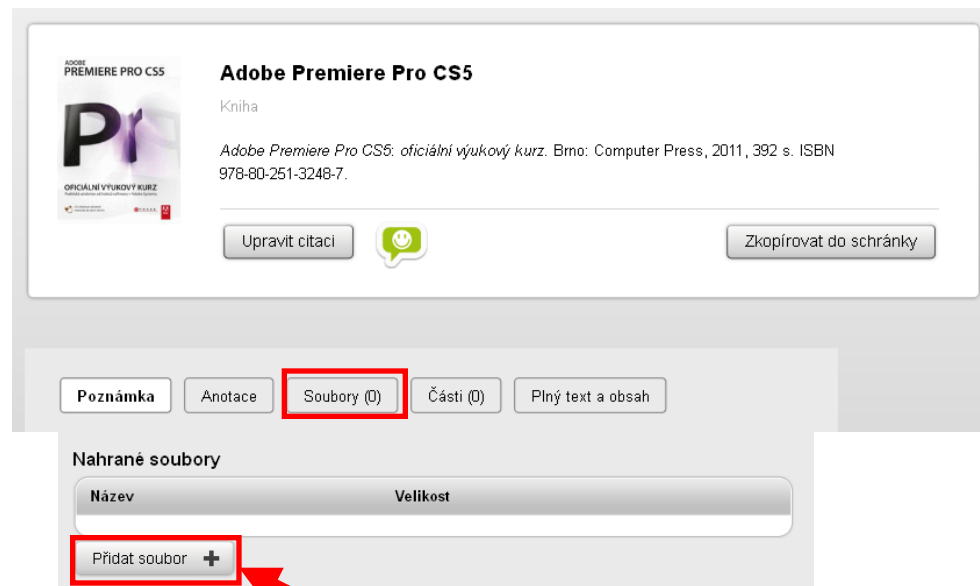 ADOBE
PREMIERE PRO CS5
Pr
OFICIÁLNÍ VÝUKOVÝ KURZ
Adobe Premiere Pro CS5
Kniha
Adobe Premiere Pro CS5: oficiální výukový kurz. Brno: Computer Press, 2011, 392 s. ISBN
978-80-251-3248-7.
Upravit citaci
Zkopírovat do schránky
Poznámka
Anotace
Soubory (0)
Části (0)
Plný text a obsah
Nahrané soubory
Název
Velikost
Přidat soubor